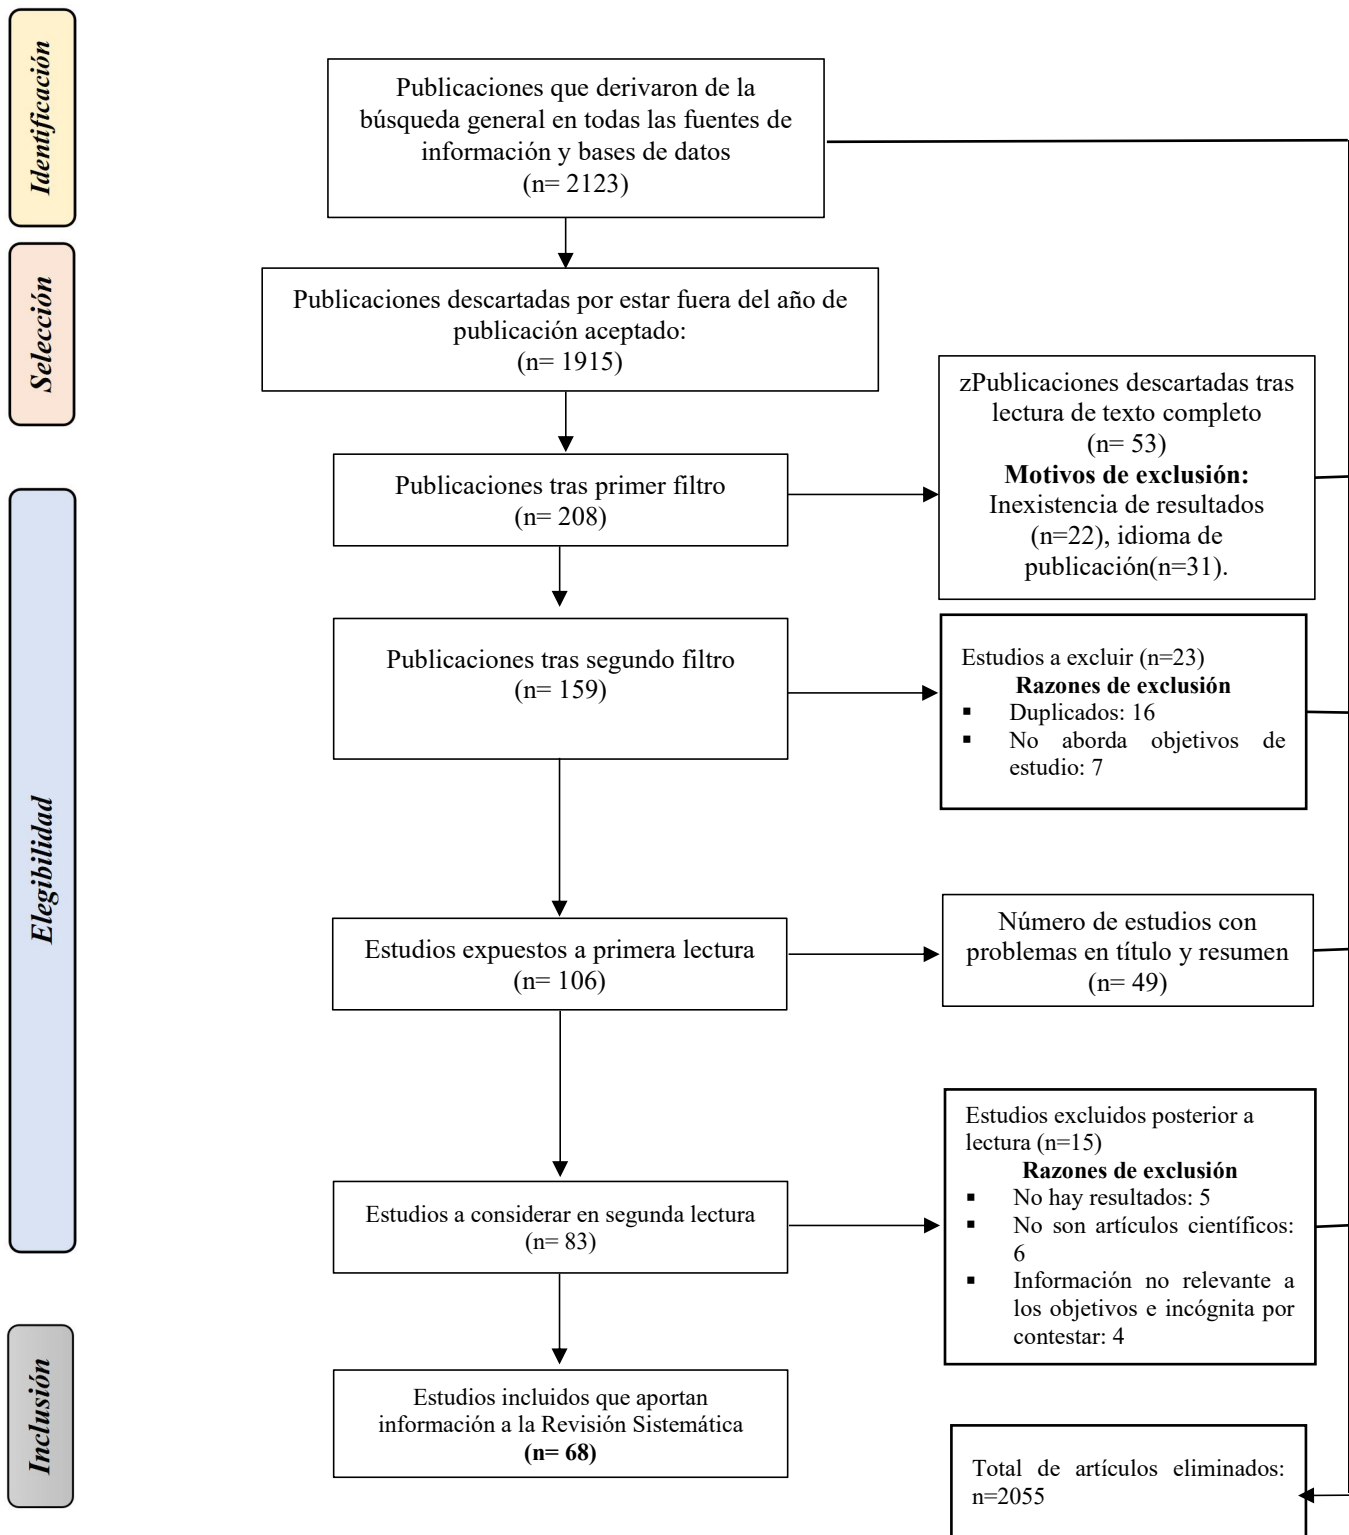 Identificación
Publicaciones que derivaron de la
búsqueda general en todas las fuentes de
información y bases de datos
(n= 2123)
Selección
Publicaciones descartadas por estar fuera del año de
publicación aceptado:
(n= 1915)
zPublicaciones descartadas tras
lectura de texto completo
(n= 53)
Motivos de exclusión:
Inexistencia de resultados
(n=22), idioma de
publicación(n=31).
Publicaciones tras primer filtro
(n= 208)
Elegibilidad
Publicaciones tras segundo filtro
(n= 159)
Estudios a excluir (n=23)
Razones de exclusión
▪ Duplicados: 16
▪ No aborda objetivos de
estudio: 7
Estudios expuestos a primera lectura
(n= 106)
Número de estudios con
problemas en título y resumen
(n= 49)
Estudios a considerar en segunda lectura
(n= 83)
Estudios excluidos posterior a
lectura (n=15)
Razones de exclusión
▪ No hay resultados: 5
▪ No son artículos científicos:
6
▪ Información no relevante a
los objetivos e incógnita por
contestar: 4
Inclusión
Estudios incluidos que aportan
información a la Revisión Sistemática
(n= 68)
Total de artículos eliminados:
n=2055